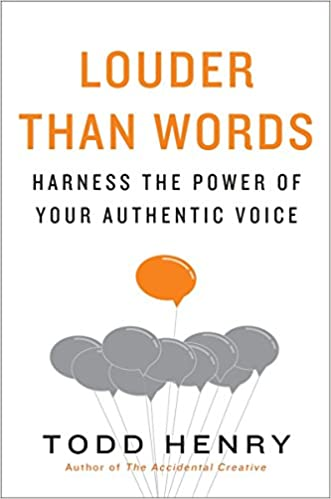 LOUDER
THAN WORDS
HARNESS THE POWER OF
YOUR AUTHENTIC VOICE
TODD HENRY
Author of The Accidental Creative